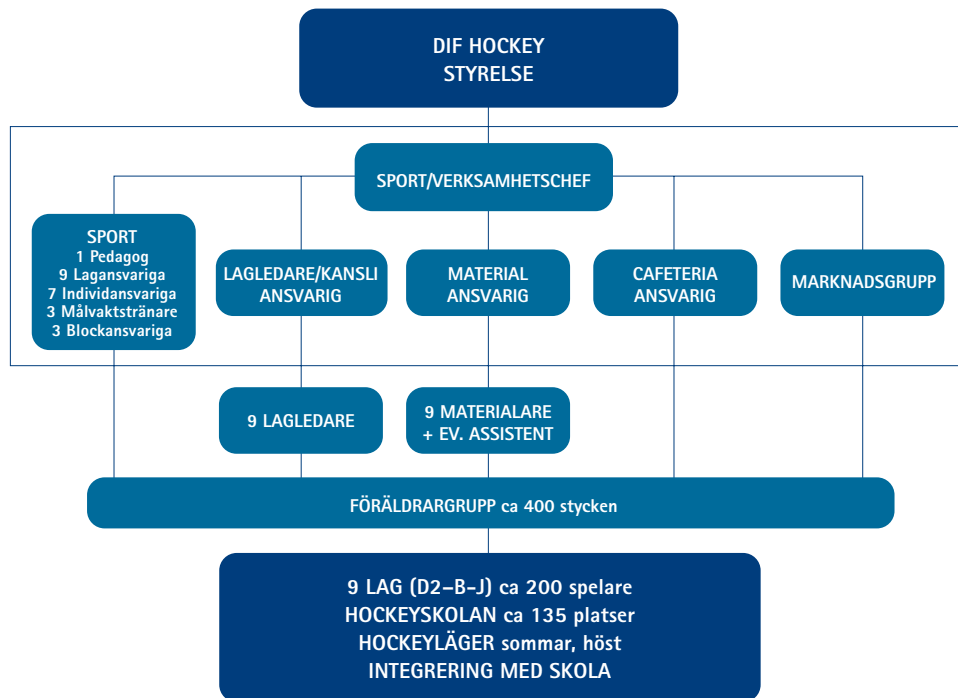 DIF HOCKEY
STYRELSE
SPORT/VERKSAMHETSCHEF
SPORT
1 Pedagog
9 Lagansvariga
7 Individansvariga
3 Målvaktstränare
3 Blockansvariga
LAGLEDARE/KANSLI
ANSVARIG
MATERIAL
ANSVARIG
CAFETERIA
ANSVARIG
MARKNADSGRUPP
9 LAGLEDARE
9 MATERIALARE
+ EV. ASSISTENT
FÖRÄLDRARGRUPP ca 400 stycken
9 LAG (D2–B-J) ca 200 spelare
HOCKEYSKOLAN ca 135 platser
HOCKEYLÄGER sommar, höst
INTEGRERING MED SKOLA